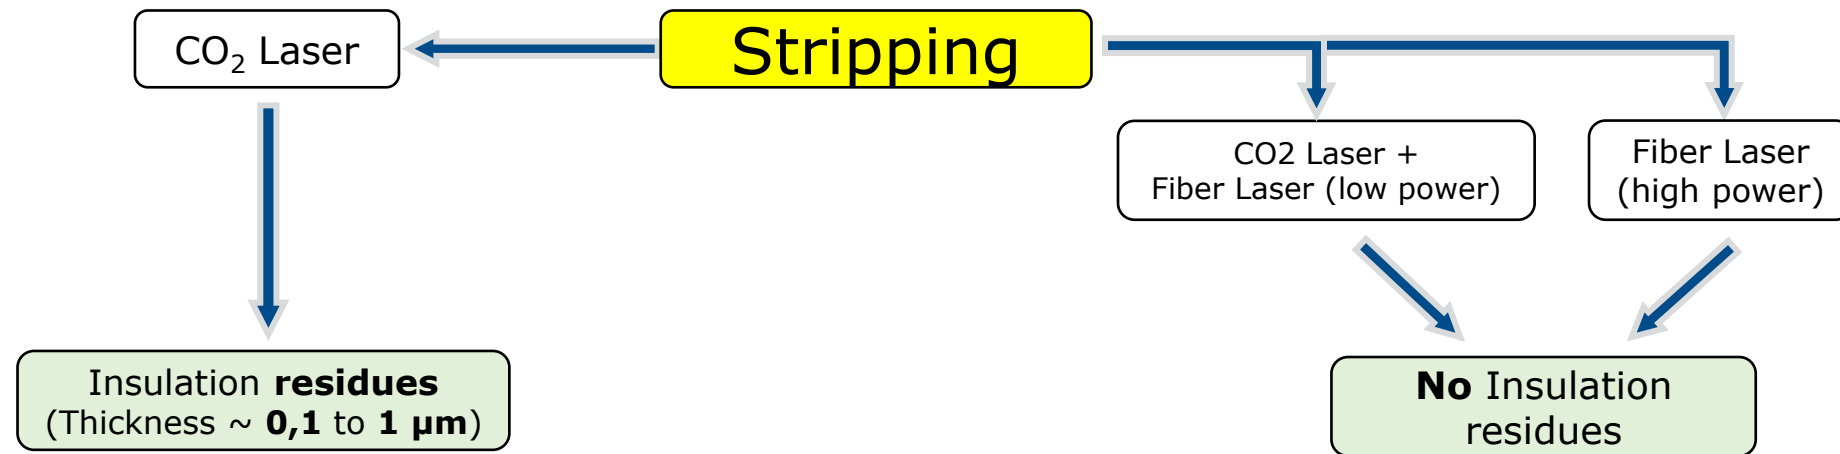 CO₂ Laser
Stripping
CO2 Laser +
Fiber Laser (low power)
Fiber Laser
(high power)
Insulation residues
(Thickness ~ 0,1 to 1 µm)
No Insulation
residues